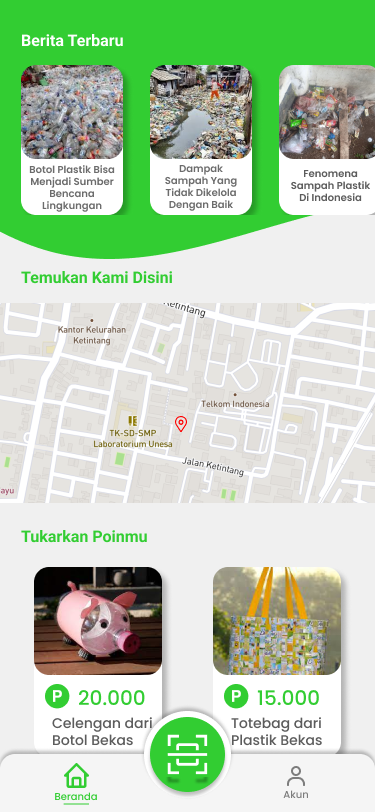 Berita Terbaru
Botol Plastik Bisa
Menjadi Sumber
Bencana
Lingkungan
Dampak
Sampah Yang
Tidak Dikelola
Dengan Baik
Fenomena
Sampah Plastik
Di Indonesia
Temukan Kami Disini
Ketintang
Kantor Kelurahan
Ketintang
Telkom Indonesia
TK-SD-SMP
Laboratorium Unesa
Jalan Ketintang
ayu
Tukarkan Poinmu
P 20.000
Celengan dari
Botol Bekas
P 15.000
Totebag dari
Plastik Bekas
Beranda
Akun